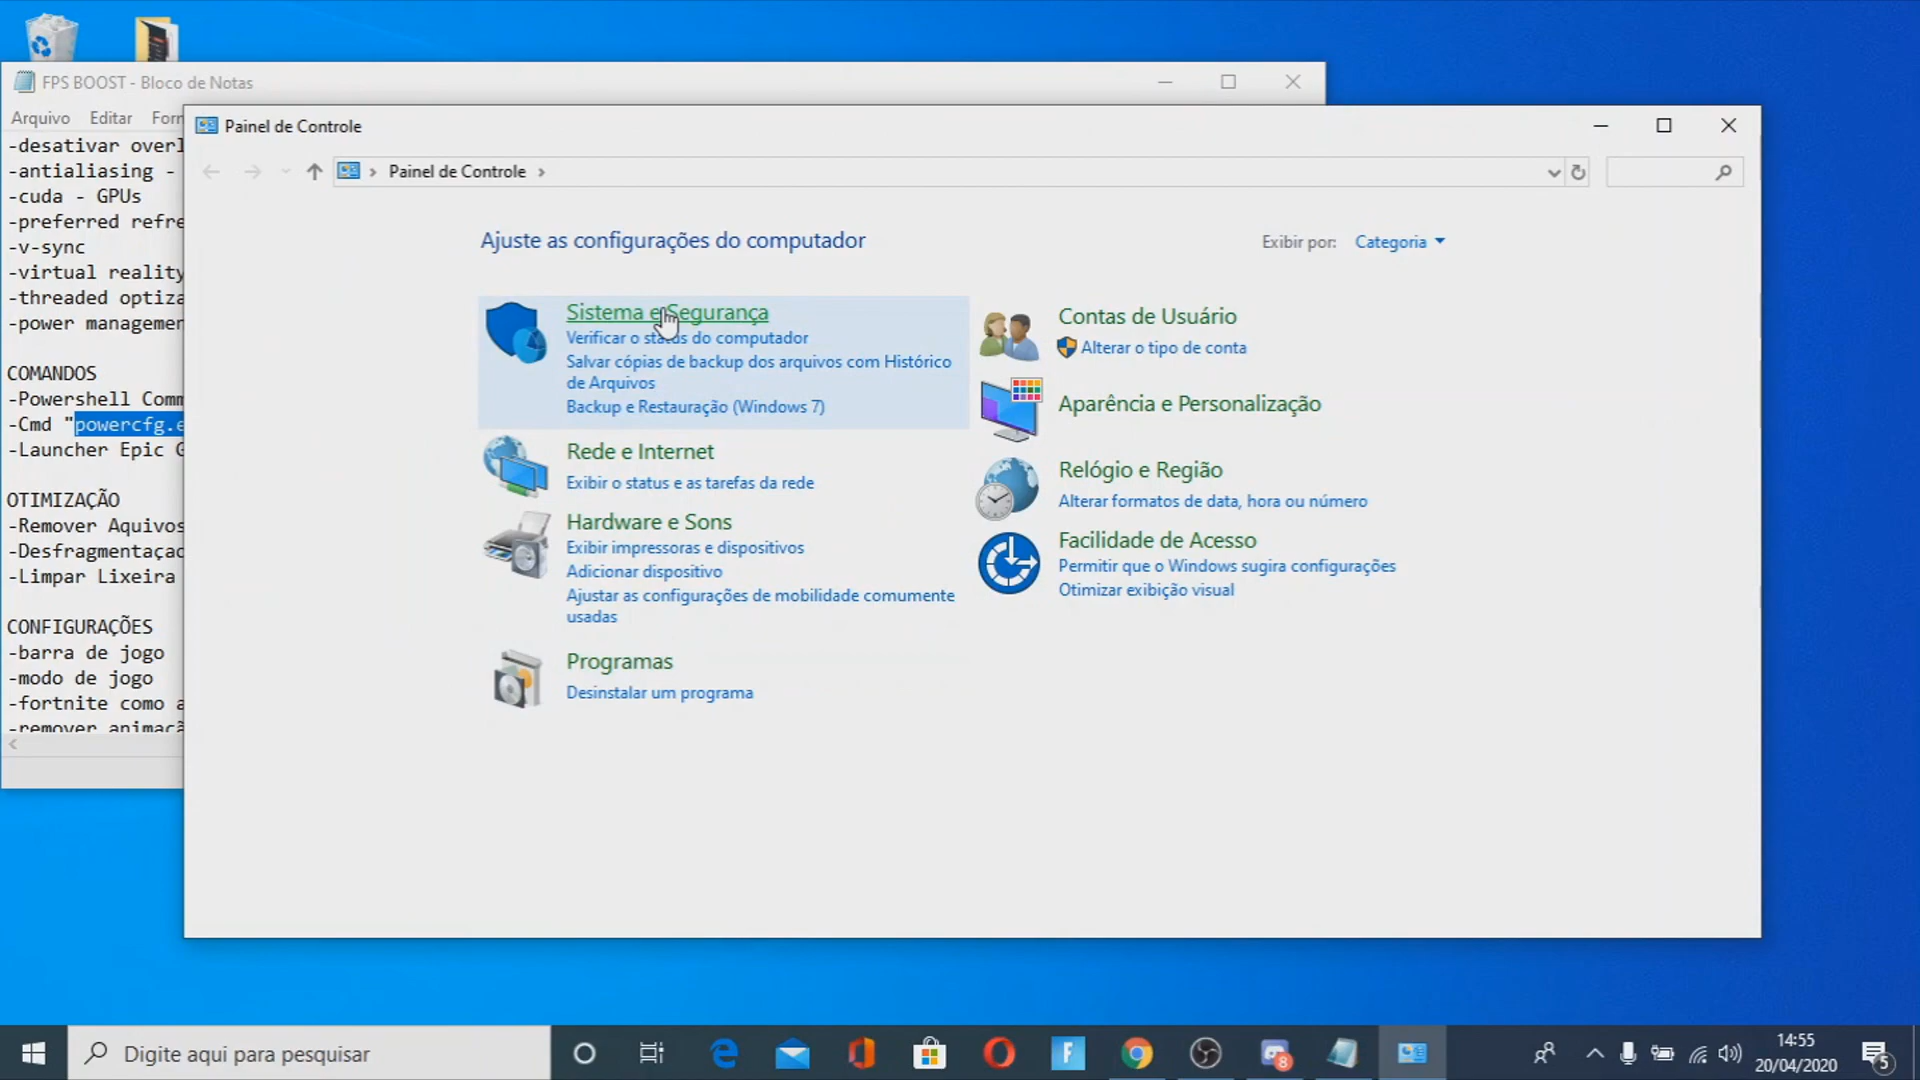 FPS BOOST - Bloco de Notas
Arquivo Editar
-desativar
-antialiasing -
-cuda - GPUs
-preferred
-v-sync
-virtual reality
-threaded
-power
COMANDOS
-Powershell
-Cmd "powercfg.e
-Launcher Epic G
OTIMIZAÇÃO
-Remover Aquivos
-Desfragmentaçao
-Limpar Lixeira
CONFIGURAÇÕES
-barra de jogo
-modo de jogo
-fortnite como a
-remover
Painel de Controle
Painel de Controle
Ajuste as configurações do computador
Exibir por: Categoria
Sistema e Segurança
Verificar o status do computador
Salvar cópias de backup dos arquivos com Histórico
de Arquivos
Backup e Restauração (Windows 7)
Rede e Internet
Exibir o status e as tarefas da rede
Hardware e Sons
Exibir impressoras e dispositivos
Adicionar dispositivo
Ajustar as configurações de mobilidade comumente
usadas
Programas
Desinstalar um programa
Contas de Usuário
Alterar o tipo de conta
Aparência e Personalização
Relógio e Região
Alterar formatos de data, hora ou número
Facilidade de Acesso
Permitir que o Windows sugira configurações
Otimizar exibição visual
Digite aqui para pesquisar
8
14:55
20/04/2020
5